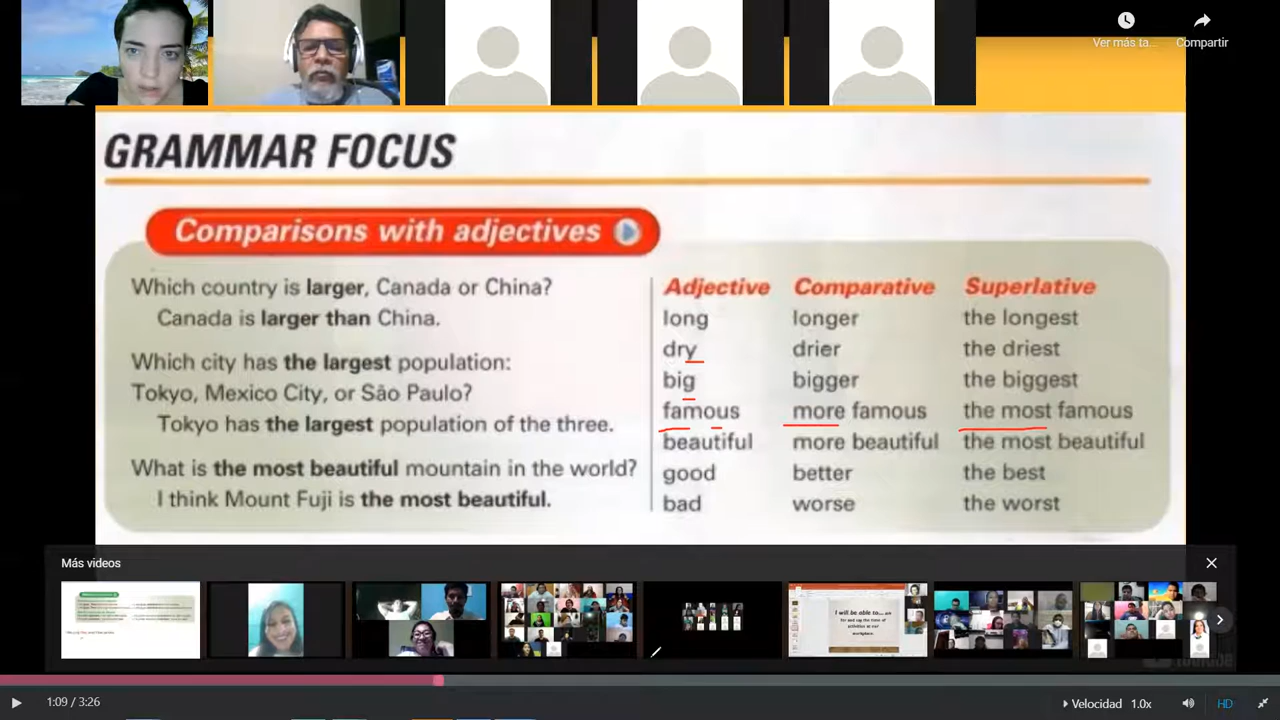 Ver más ta...
Compartir
GRAMMAR FOCUS
Comparisons with adjectives
Which country is larger, Canada or China?
Canada is larger than China.
Which city has the largest population:
Tokyo, Mexico City, or São Paulo?
Tokyo has the largest population of the three.
What is the most beautiful mountain in the world?
I think Mount Fuji is the most beautiful.
Adjective Comparative Superlative
long longer the longest
dry drier the driest
big bigger the biggest
famous more famous the most famous
beautiful more beautiful the most beautiful
good better the best
bad worse the worst
Más videos
I will be able to...
YouTube
1:09 / 3:26
Velocidad 1.0x
HD